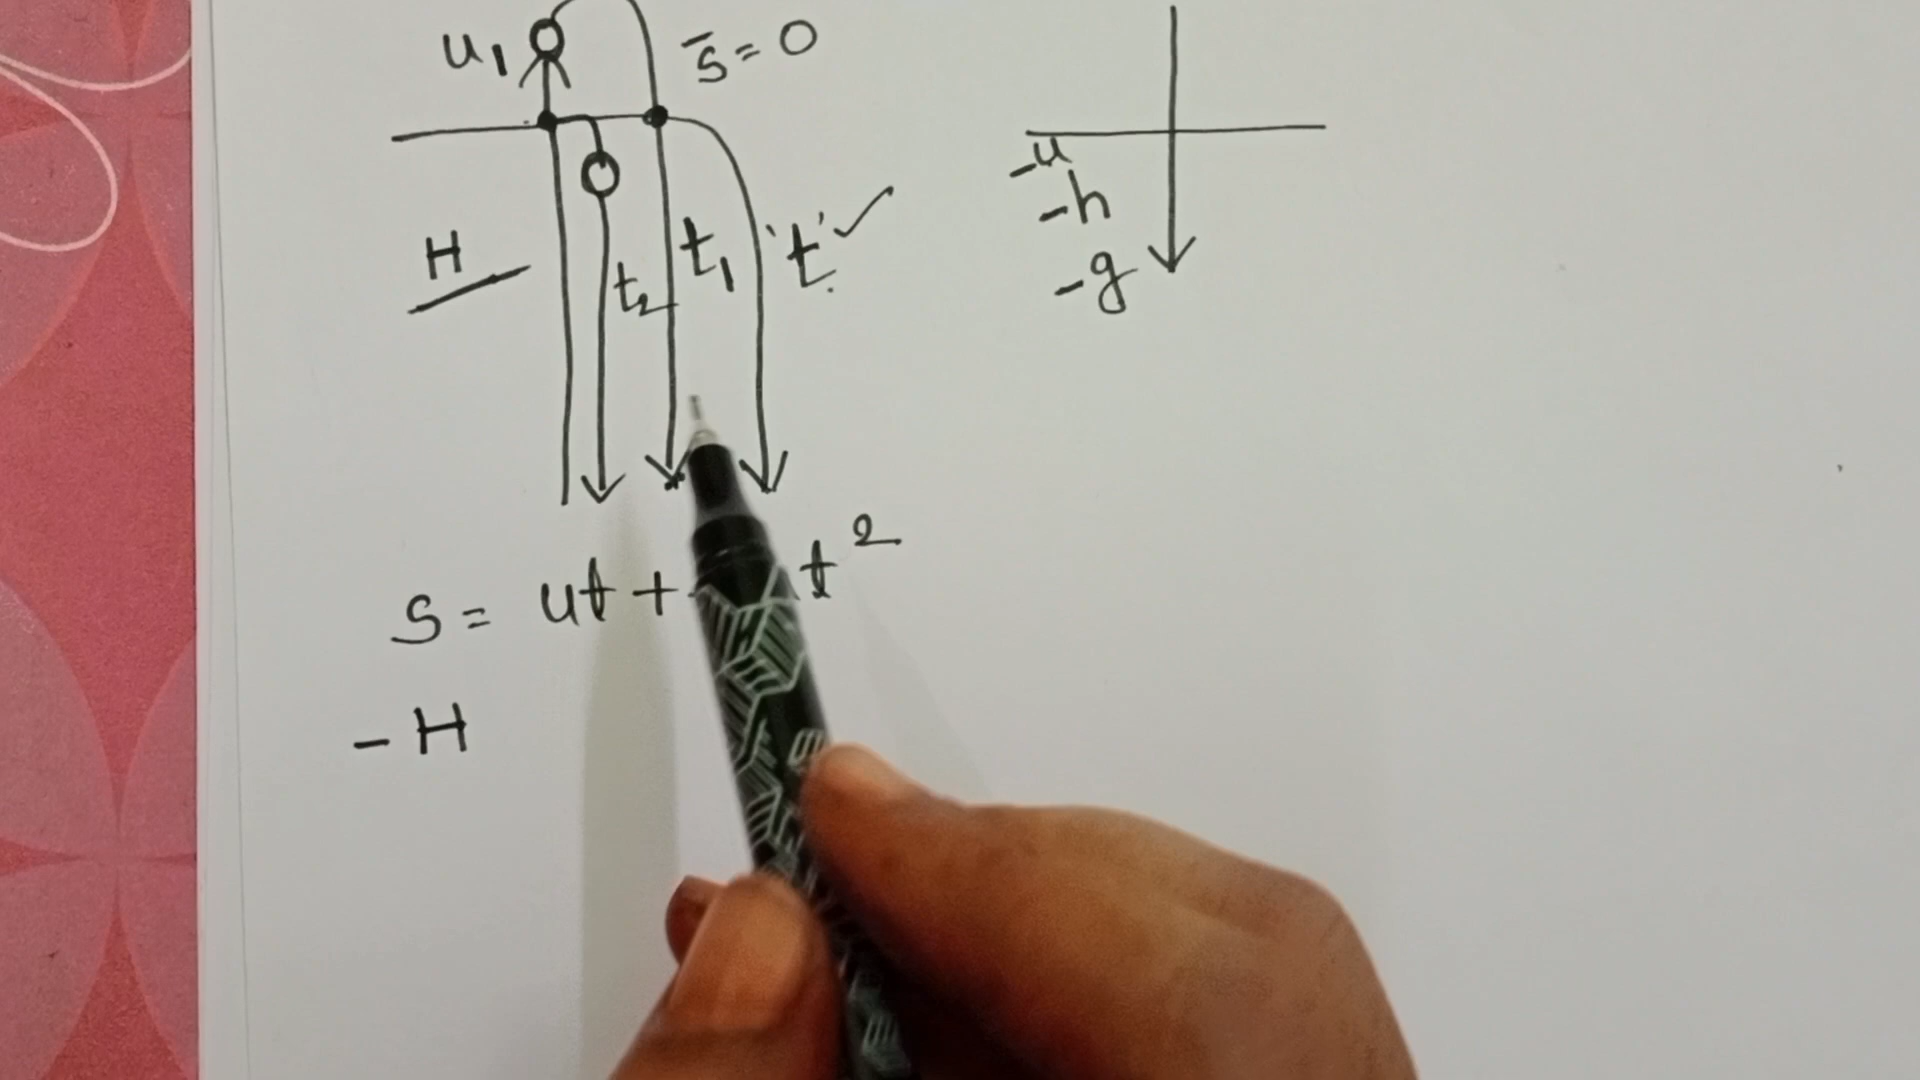 u₁ s̅ = 0
H t₂ t₁ 't' ✓
-u
-h
-g
S = ut + t²
- H